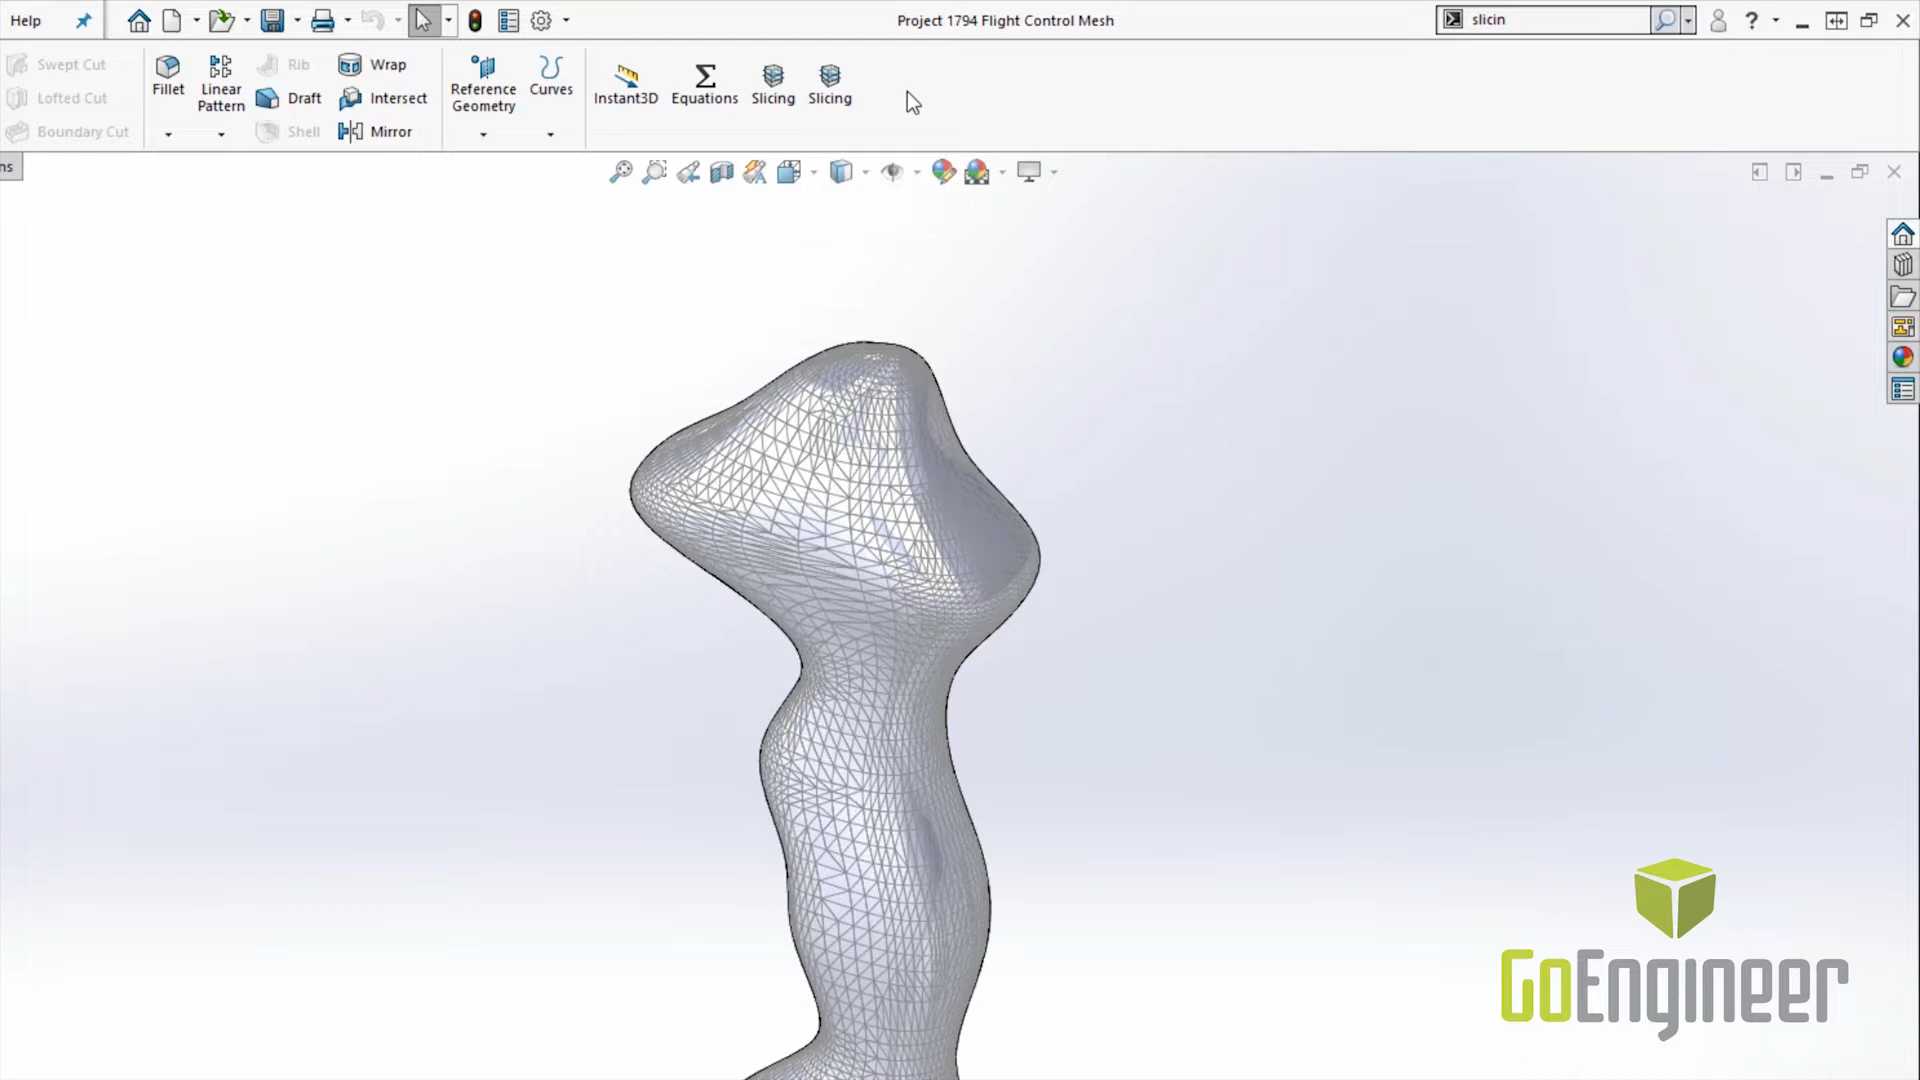 Help
Project 1794 Flight Control Mesh
slicin
?
Swept Cut
Lofted Cut
Boundary Cut
Fillet
Linear
Pattern
Rib
Draft
Shell
Wrap
Intersect
Mirror
Reference
Geometry
Curves
Instant3D
Equations
Slicing
Slicing
ns
GoEngineer